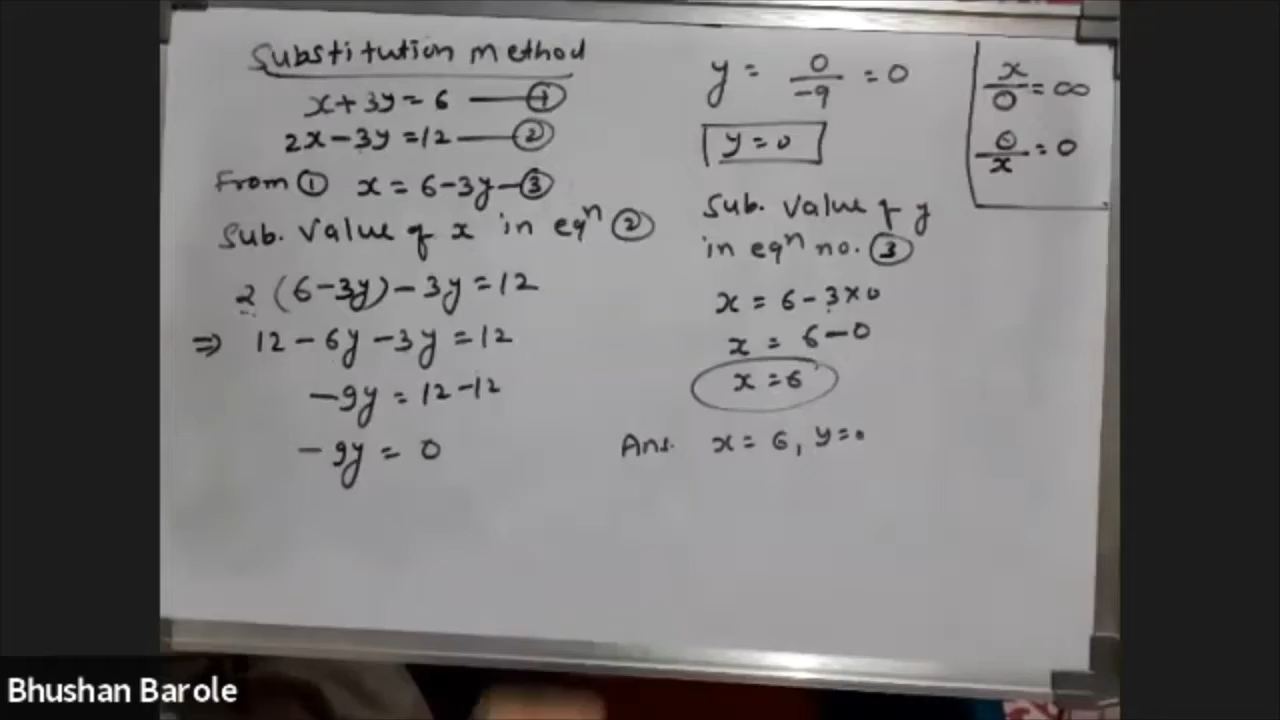 Substitution method
x+3y=6 —①
2x-3y=12 —②
From ① x = 6-3y-③
Sub. value of x in eqⁿ ②
2 (6-3y)-3y=12
⇒ 12-6y-3y=12
-9y = 12-12
-9y = 0
y = 0/-9 = 0
y=0
Sub. value of y
in eqⁿ no. ③
x = 6-3×0
x = 6-0
x=6
Ans. x = 6, y=0
x/0 = ∞
0/x = 0
Bhushan Barole